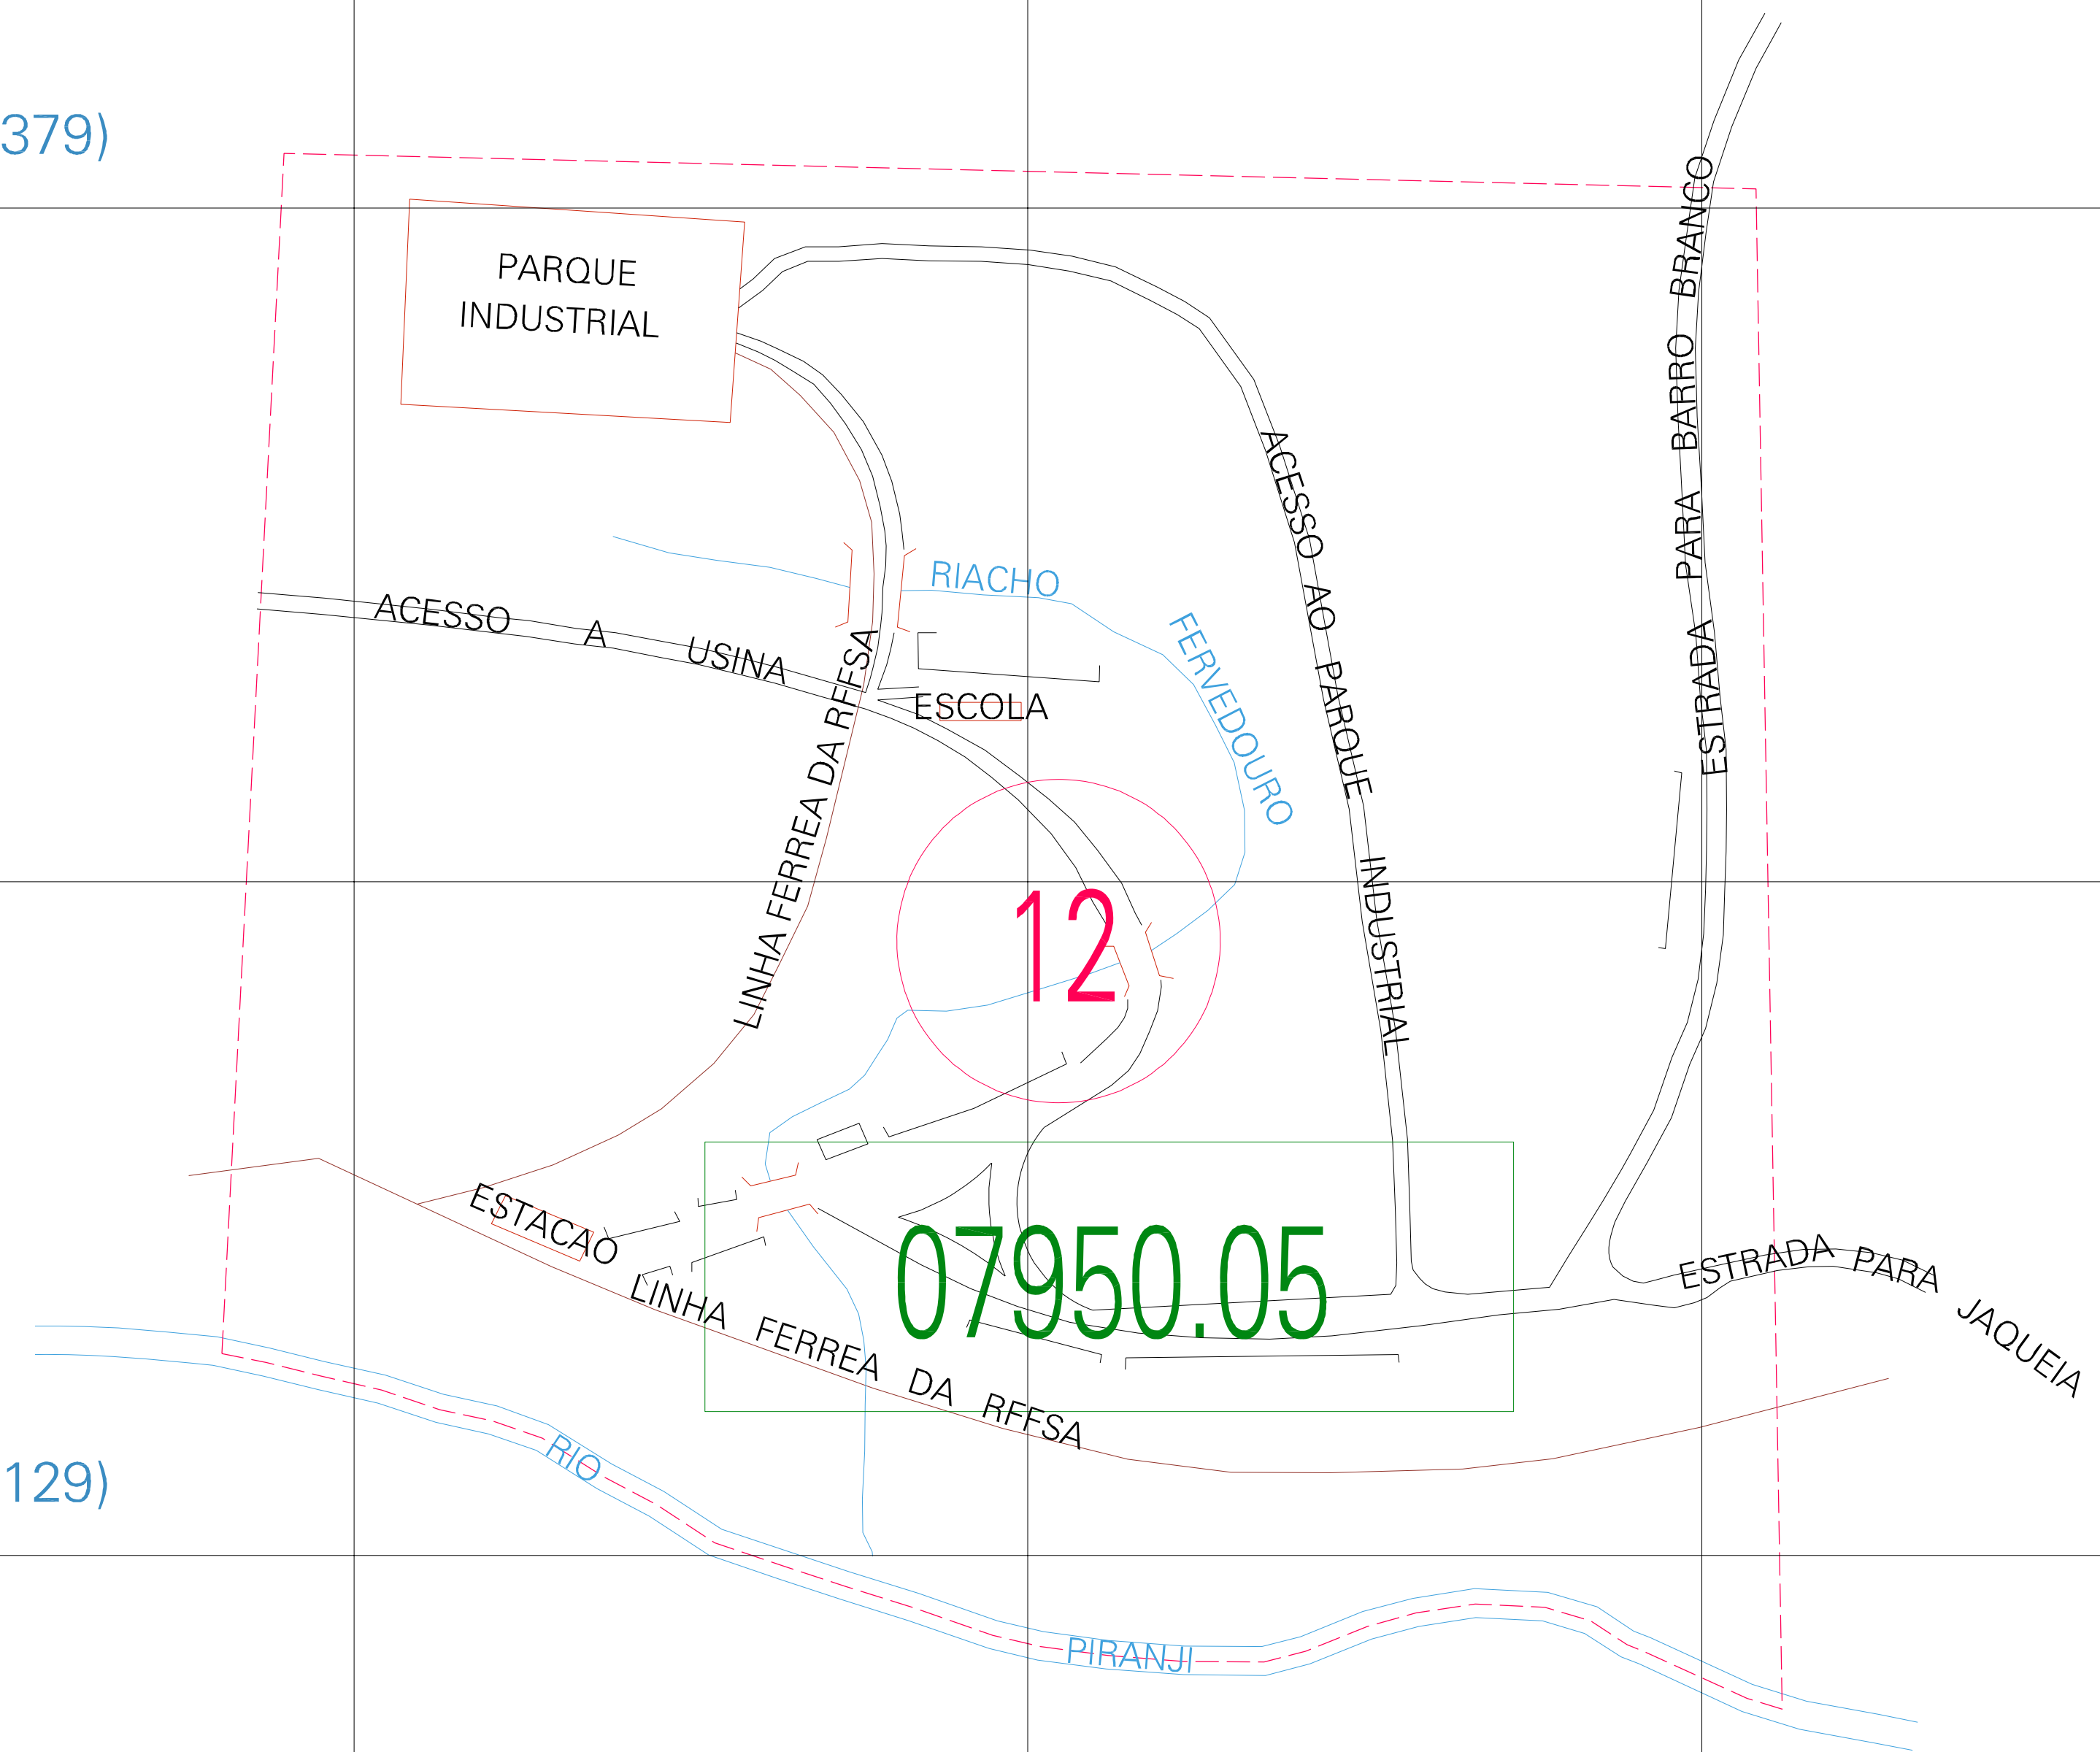 379)
PARQUE
INDUSTRIAL
ESTRADA PARA BARRO BRANCO
ACESSO AO PARQUE INDUSTRIAL
RIACHO FERVEDOURO
ACESSO A USINA
ESCOLA
LINHA FERREA DA RFFSA
12
ESTACAO
07950.05
ESTRADA PARA JAQUEIA
LINHA FERREA DA RFFSA
129)
RIO PIRANJI